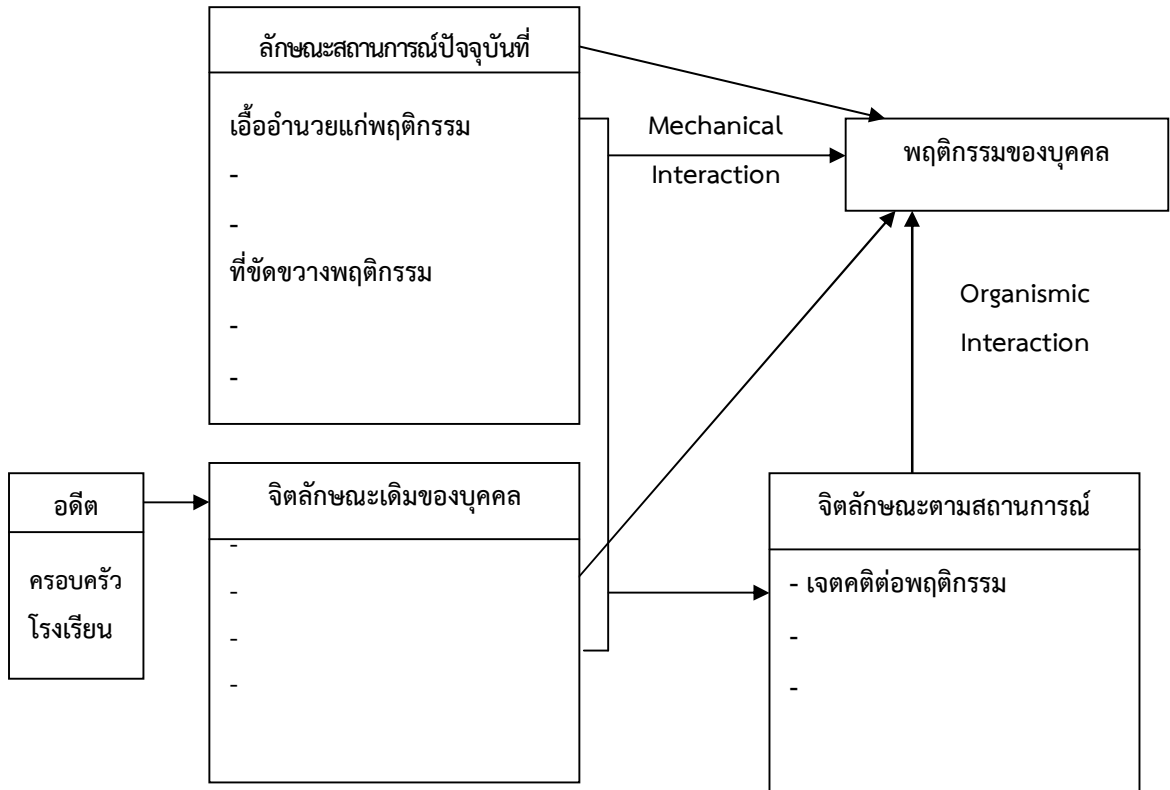 ลักษณะสถานการณ์ปัจจุบันที่
เอื้ออำนวยแก่พฤติกรรม
-
-
ที่ขัดขวางพฤติกรรม
-
-
Mechanical
Interaction
พฤติกรรมของบุคคล
Organismic
Interaction
อดีต
ครอบครัว
โรงเรียน
จิตลักษณะเดิมของบุคคล
-
-
-
-
จิตลักษณะตามสถานการณ์
- เจตคติต่อพฤติกรรม
-
-